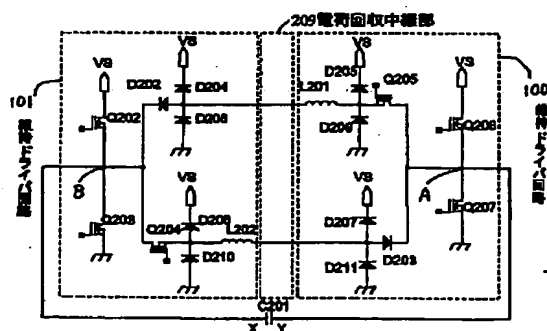 209電荷回収中継部
VS
VS
VS
VS
101
100
D202
D204
D205
Q205
L201
Q202
D208
D209
Q206
B
A
VS
VS
Q203
Q204
D206
L202
D207
Q207
D210
D211
D203
C201
X Y